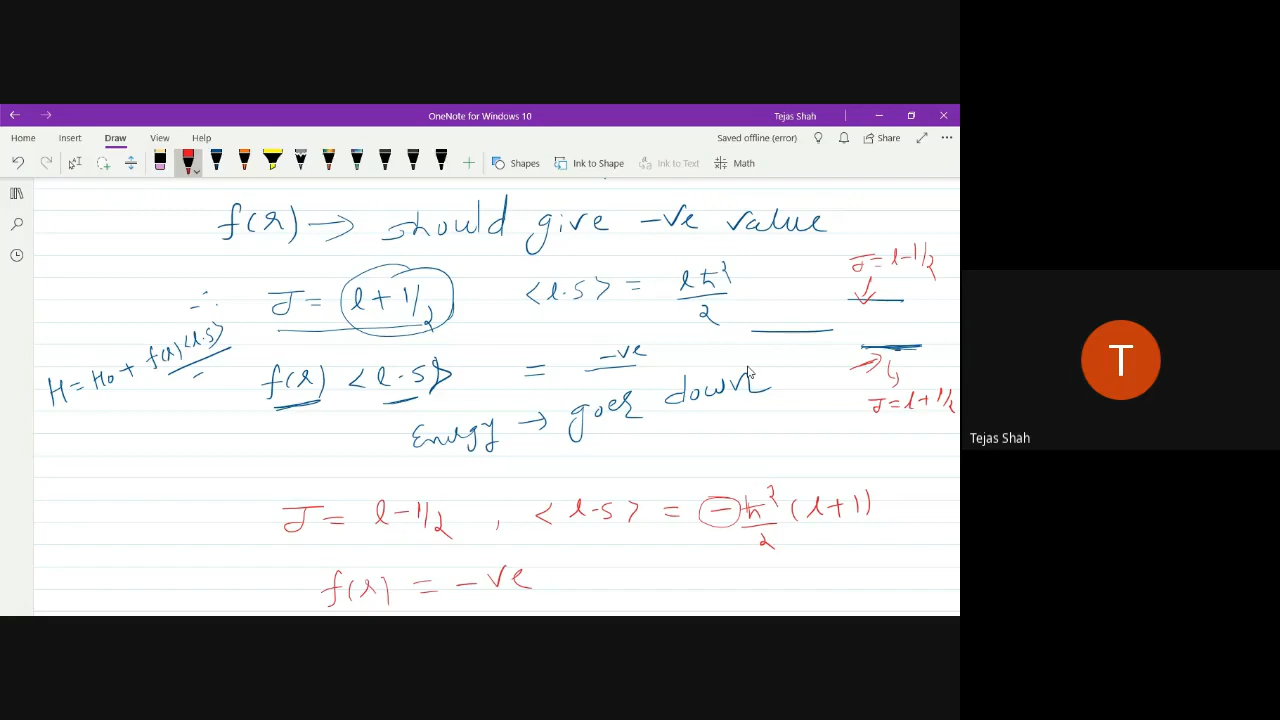 OneNote for Windows 10
Tejas Shah
Home Insert Draw View Help
Saved offline (error)
Share
Shapes
Ink to Shape
Ink to Text
Math
f(r) → should give -ve value
J = l-1/2
∴ J = l + 1/2 <l.s> = lħ²/2
H = H0 + f(r)<l.s>
f(r) <l.s> = -ve
J = l+1/2
Energy → goes down
J = l-1/2 , <l.s> = -ħ²/2 (l+1)
f(r) = -ve
T
Tejas Shah